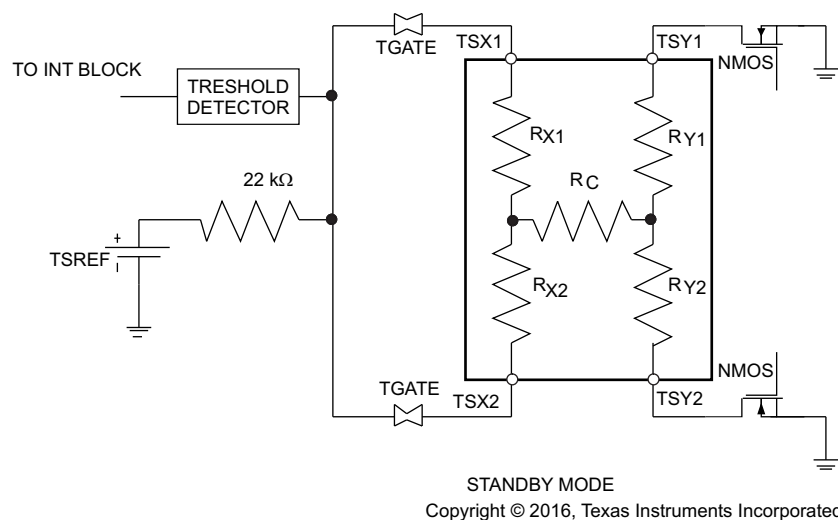 TGATE
TSX1
TSY1
NMOS
TO INT BLOCK
TRESHOLD
DETECTOR
RX1
RY1
22 kΩ
RC
+
TSREF
RX2
RY2
NMOS
TGATE
TSX2
TSY2
STANDBY MODE
Copyright © 2016, Texas Instruments Incorporated